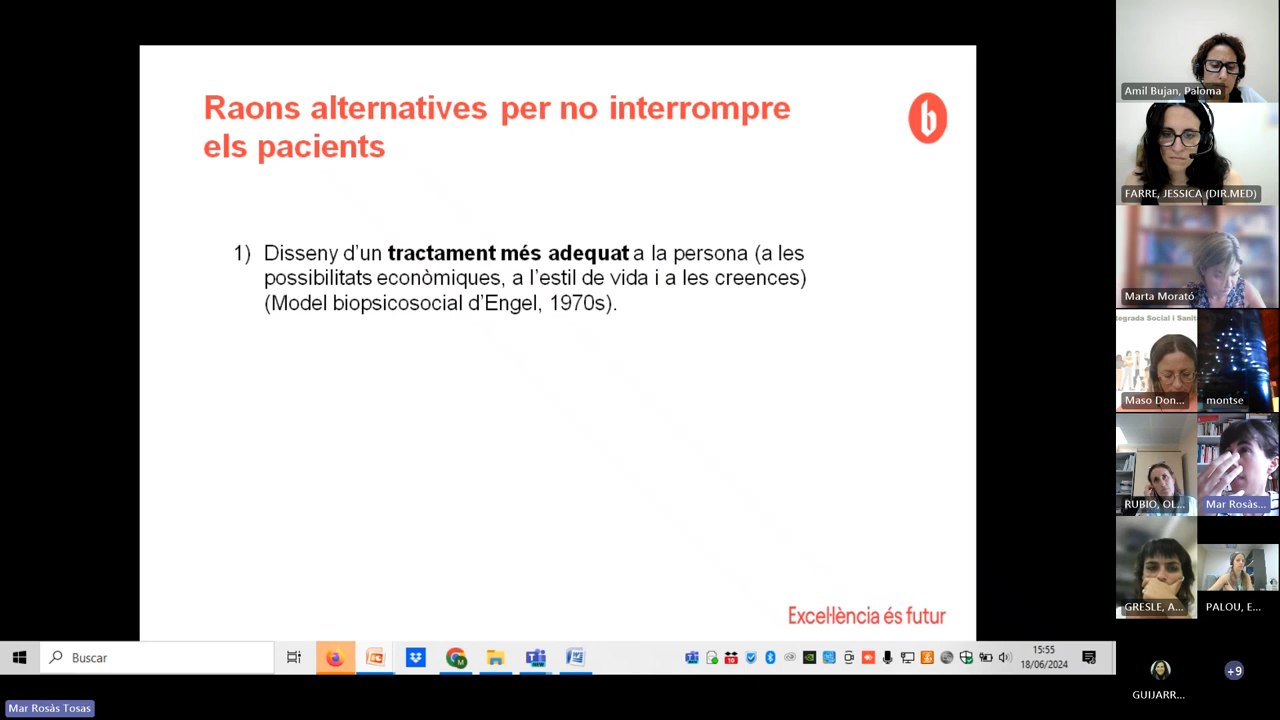 Raons alternatives per no interrompre
els pacients
b
1) Disseny d’un tractament més adequat a la persona (a les
possibilitats econòmiques, a l’estil de vida i a les creences)
(Model biopsicosocial d’Engel, 1970s).
Excel·lència és futur
Buscar
15:55
18/06/2024
Mar Rosàs Tosas
Amil Bujan, Paloma
FARRE, JESSICA (DIR.MED)
Marta Morató
tegrada Social i Sanit
Maso Don...
montse
RUBIO, OL...
Mar Rosàs...
GRESLE, A...
PALOU, E...
GUIJARR...
+9